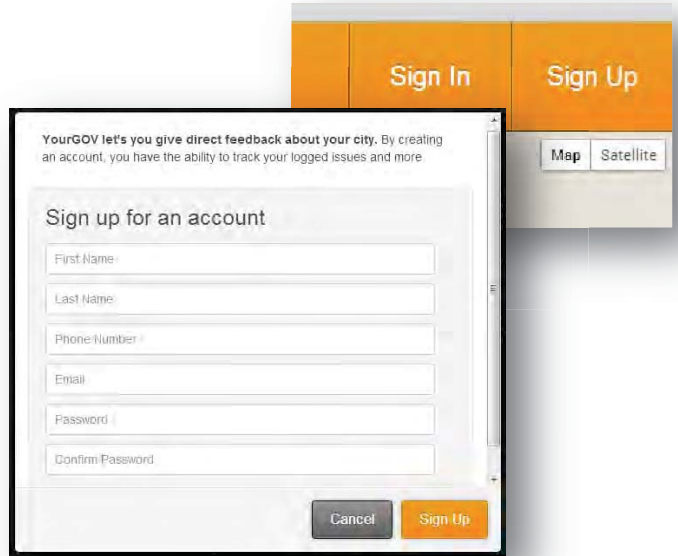 Sign In
Sign Up
Map
Satellite
YourGOV let's you give direct feedback about your city. By creating
an account, you have the ability to track your logged issues and more
Sign up for an account
First Name
Last Name
Phone Number
Email
Password
Confirm Password
Cancel
Sign Up